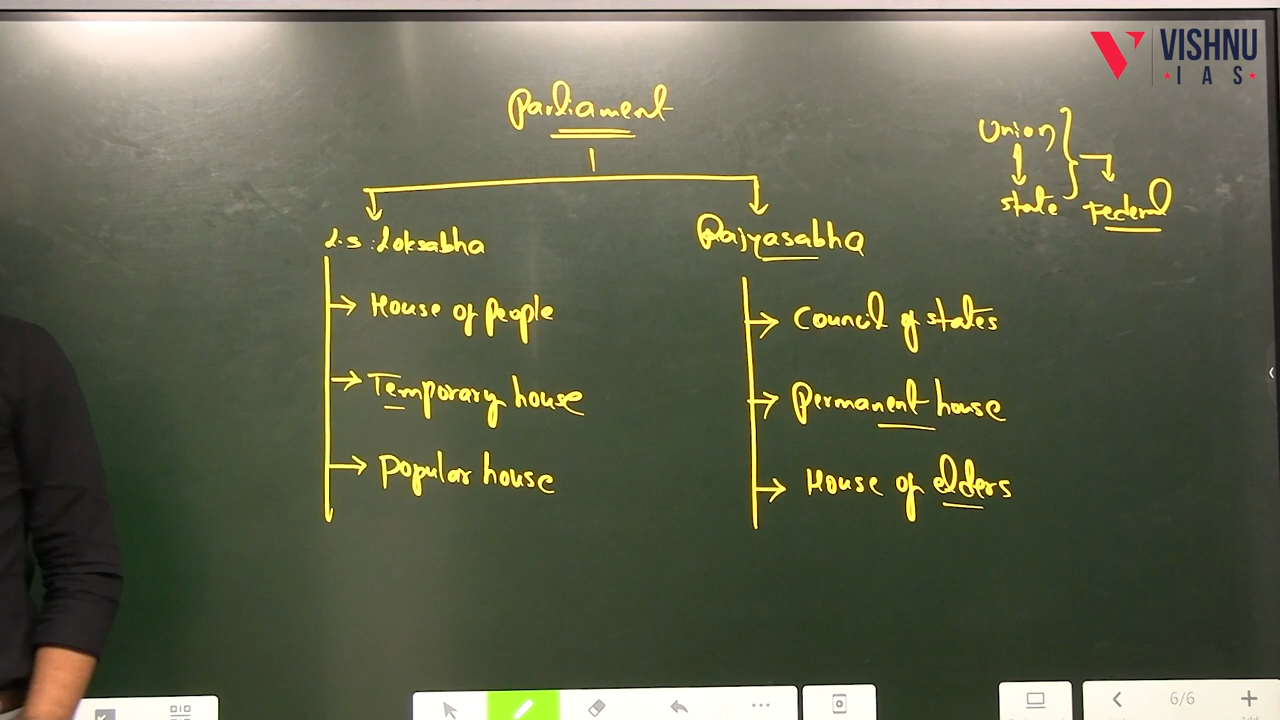 VISHNU
IAS
Parliament
Union
state
Federal
L.S : Loksabha
Rajyasabha
House of people
Council of states
Temporary house
Permanent house
Popular house
House of elders
6/6